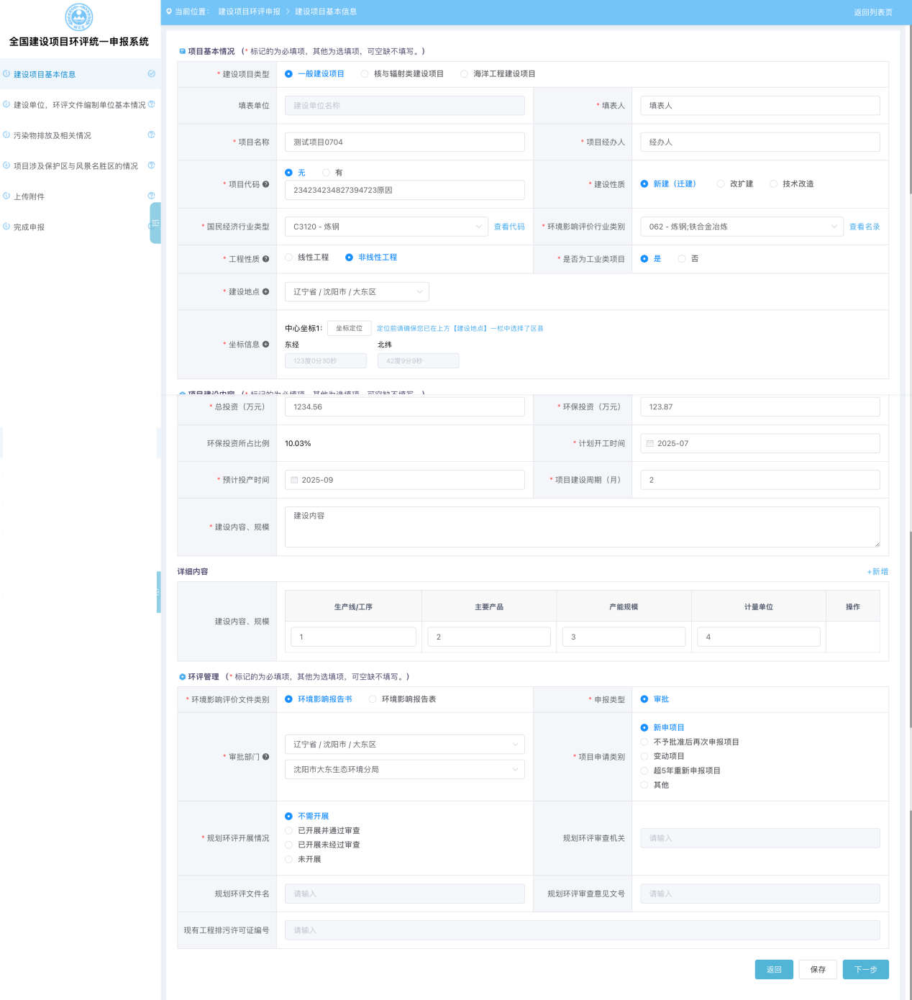 当前位置： 建设项目环评申报 > 建设项目基本信息
返回列表页
全国建设项目环评统一申报系统
建设项目基本信息
建设单位，环评文件编制单位基本情况
污染物排放及相关情况
项目涉及保护区与风景名胜区的情况
上传附件
完成申报
项目基本情况 （* 标记的为必填项，其他为选填项，可空缺不填写。）
* 建设项目类型 一般建设项目 核与辐射类建设项目 海洋工程建设项目
填表单位 建设单位名称 * 填表人 填表人
* 项目名称 测试项目0704 * 项目经办人 经办人
* 项目代码 无 有
234234234827394723原因
* 建设性质 新建（迁建） 改扩建 技术改造
* 国民经济行业类型 C3120 - 炼钢 查看代码 * 环境影响评价行业类别 062 - 炼钢;铁合金冶炼 查看名录
* 工程性质 线性工程 非线性工程 * 是否为工业类项目 是 否
* 建设地点 辽宁省 / 沈阳市 / 大东区
* 坐标信息
中心坐标1: 坐标定位 定位前请确保您已在上方【建设地点】一栏中选择了区县
东经 北纬
123度0分30秒 42度9分9秒
项目建设内容 （* 标记的为必填项，其他为选填项，可空缺不填写。）
* 总投资（万元） 1234.56 * 环保投资（万元） 123.87
环保投资所占比例 10.03% * 计划开工时间 2025-07
* 预计投产时间 2025-09 * 项目建设周期（月） 2
* 建设内容、规模 建设内容
详细内容 +新增
建设内容、规模
生产线/工序 主要产品 产能规模 计量单位 操作
1 2 3 4
环评管理 （* 标记的为必填项，其他为选填项，可空缺不填写。）
* 环境影响评价文件类别 环境影响报告书 环境影响报告表 * 申报类型 审批
* 审批部门
辽宁省 / 沈阳市 / 大东区
沈阳市大东生态环境分局
* 项目申请类别
新申项目
不予批准后再次申报项目
变动项目
超5年重新申报项目
其他
* 规划环评开展情况
不需开展
已开展并通过审查
已开展未经过审查
未开展
规划环评审查机关 请输入
规划环评文件名 请输入 规划环评审查意见文号 请输入
现有工程排污许可证编号 请输入
返回 保存 下一步